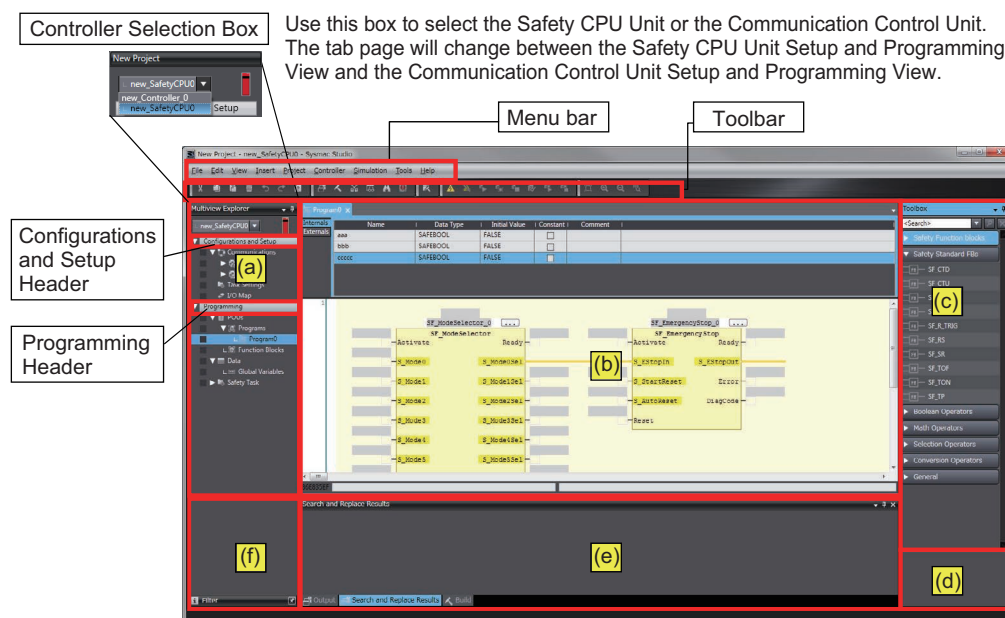 Controller Selection Box
Use this box to select the Safety CPU Unit or the Communication Control Unit.
The tab page will change between the Safety CPU Unit Setup and Programming
View and the Communication Control Unit Setup and Programming View.
New Project
new_SafetyCPU0
new_Controller_0
new_SafetyCPU0 Setup
Menu bar
Toolbar
New Project - new_SafetyCPU0 - Sysmac Studio
File Edit View Insert Project Controller Simulation Tools Help
Multiview Explorer
Program0 x
Toolbox
new_SafetyCPU0
Internals
Externals
Name Data Type Initial Value Constant Comment
aaa SAFEBOOL FALSE
bbb SAFEBOOL FALSE
ccccc SAFEBOOL FALSE
<Search>
Safety Function Blocks
Safety Standard FBs
SF CTD
SF CTU
SF_R_TRIG
SF_RS
SF_SR
SF_TOF
SF_TON
SF_TP
Boolean Operators
Math Operators
Selection Operators
Conversion Operators
General
Configurations
and Setup
Header
Configurations and Setup
Communications
(a)
Task Settings
I/O Map
Programming
Header
Programming
POUs
Programs
Program0
Function Blocks
Data
Global Variables
Safety Task
1
SF_ModeSelector_0 ...
SF_ModeSelector
Activate Ready
S_Mode0 S_Mode0Sel
S_Mode1 S_Mode1Sel
S_Mode2 S_Mode2Sel
S_Mode3 S_Mode3Sel
S_Mode4 S_Mode4Sel
S_Mode5 S_Mode5Sel
(b)
SF_EmergencyStop_0 ...
SF_EmergencyStop
Activate Ready
S_EStopIn S_EStopOut
S_StartReset Error
S_AutoReset DiagCode
Reset
(c)
Search and Replace Results
(f)
(e)
(d)
Filter
Output Search and Replace Results Build